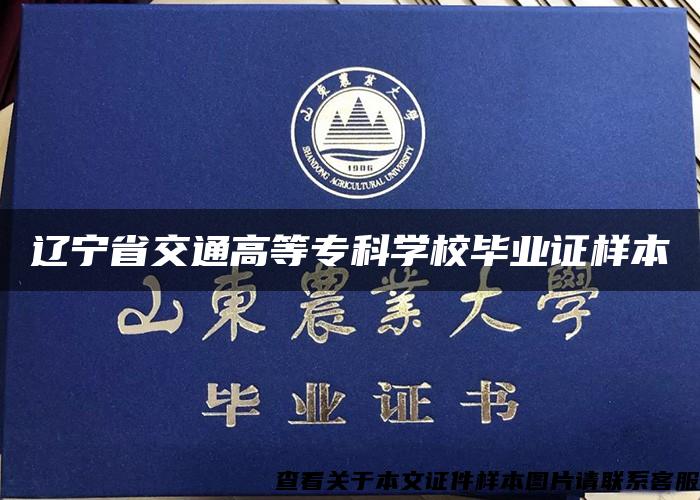 山東農業大學
1906
SHANDONG AGRICULTURAL UNIVERSITY
辽宁省交通高等专科学校毕业证样本
山東農業大學
毕业证书
查看关于本文证件样本图片请联系客服